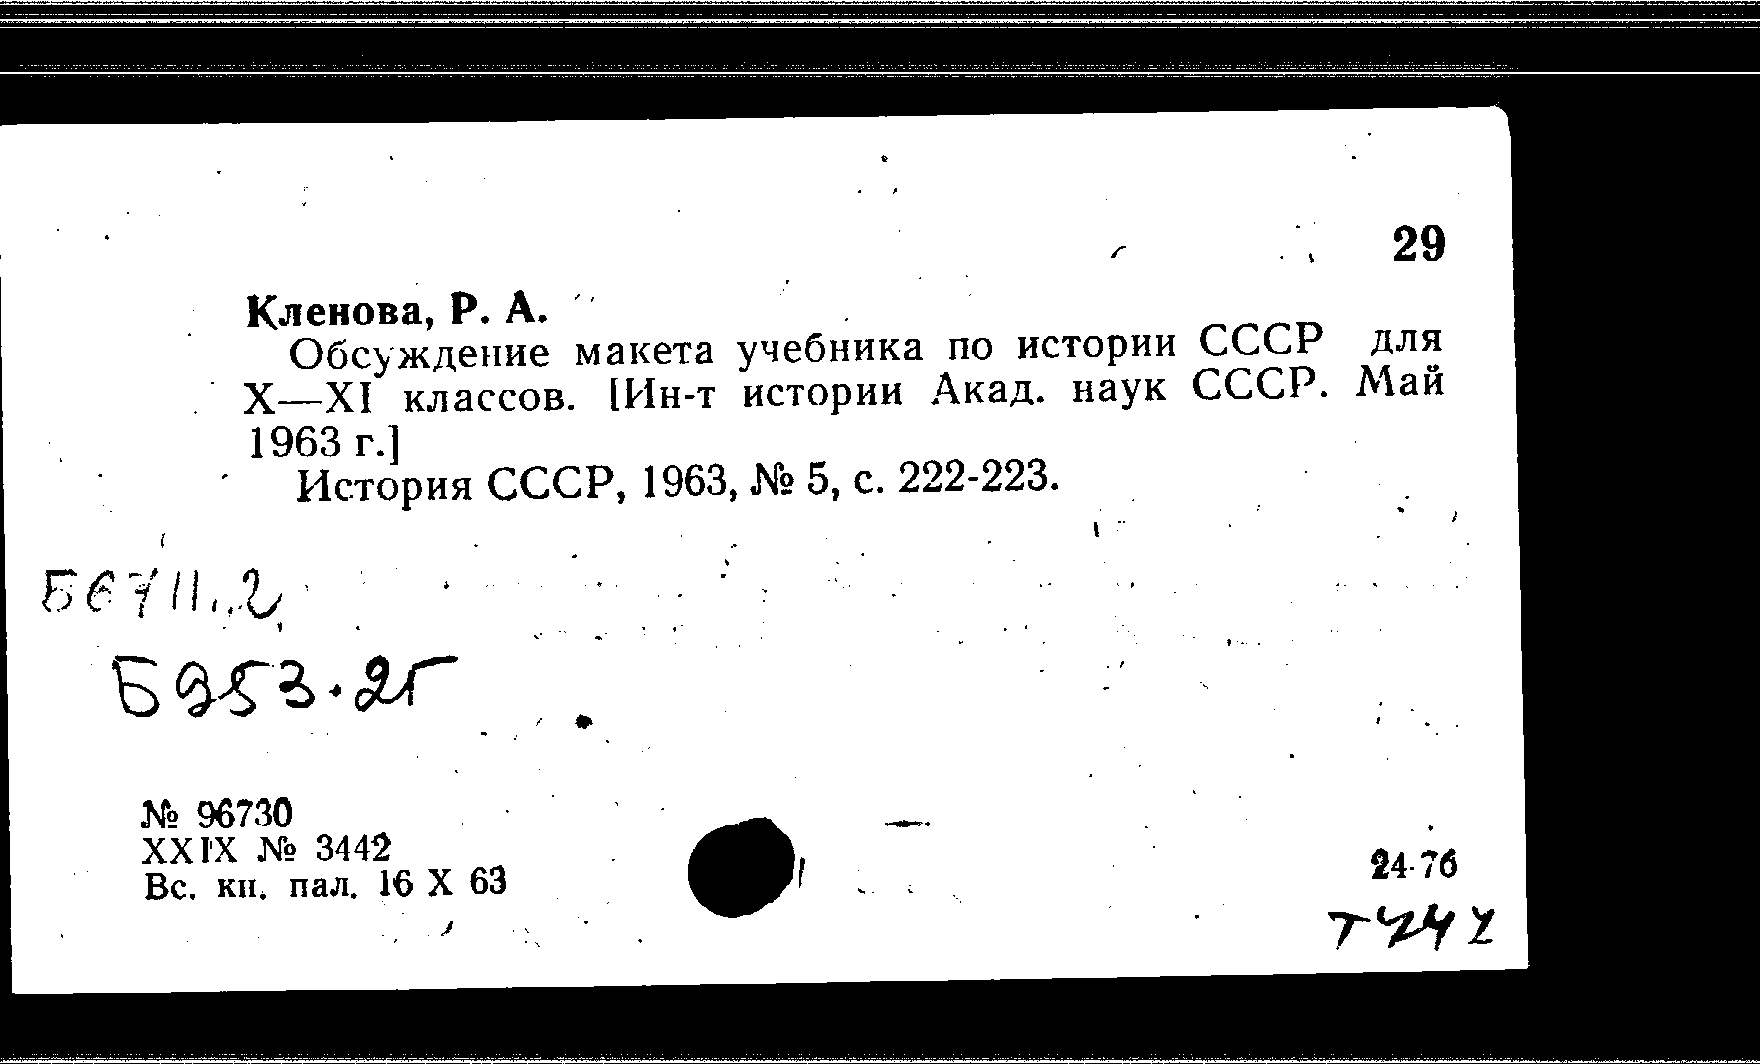 29
Кленова, Р. А.
Обсуждение макета учебника по истории СССР для
X—XI классов. [Ин-т истории Акад. наук СССР. Май
1963 г.]
История СССР, 1963, № 5, с. 222-223.
Б6711.2
Б953.2Г
№ 96730
XXIX № 3442
Вс. кн. пал. 16 X 63
24-76